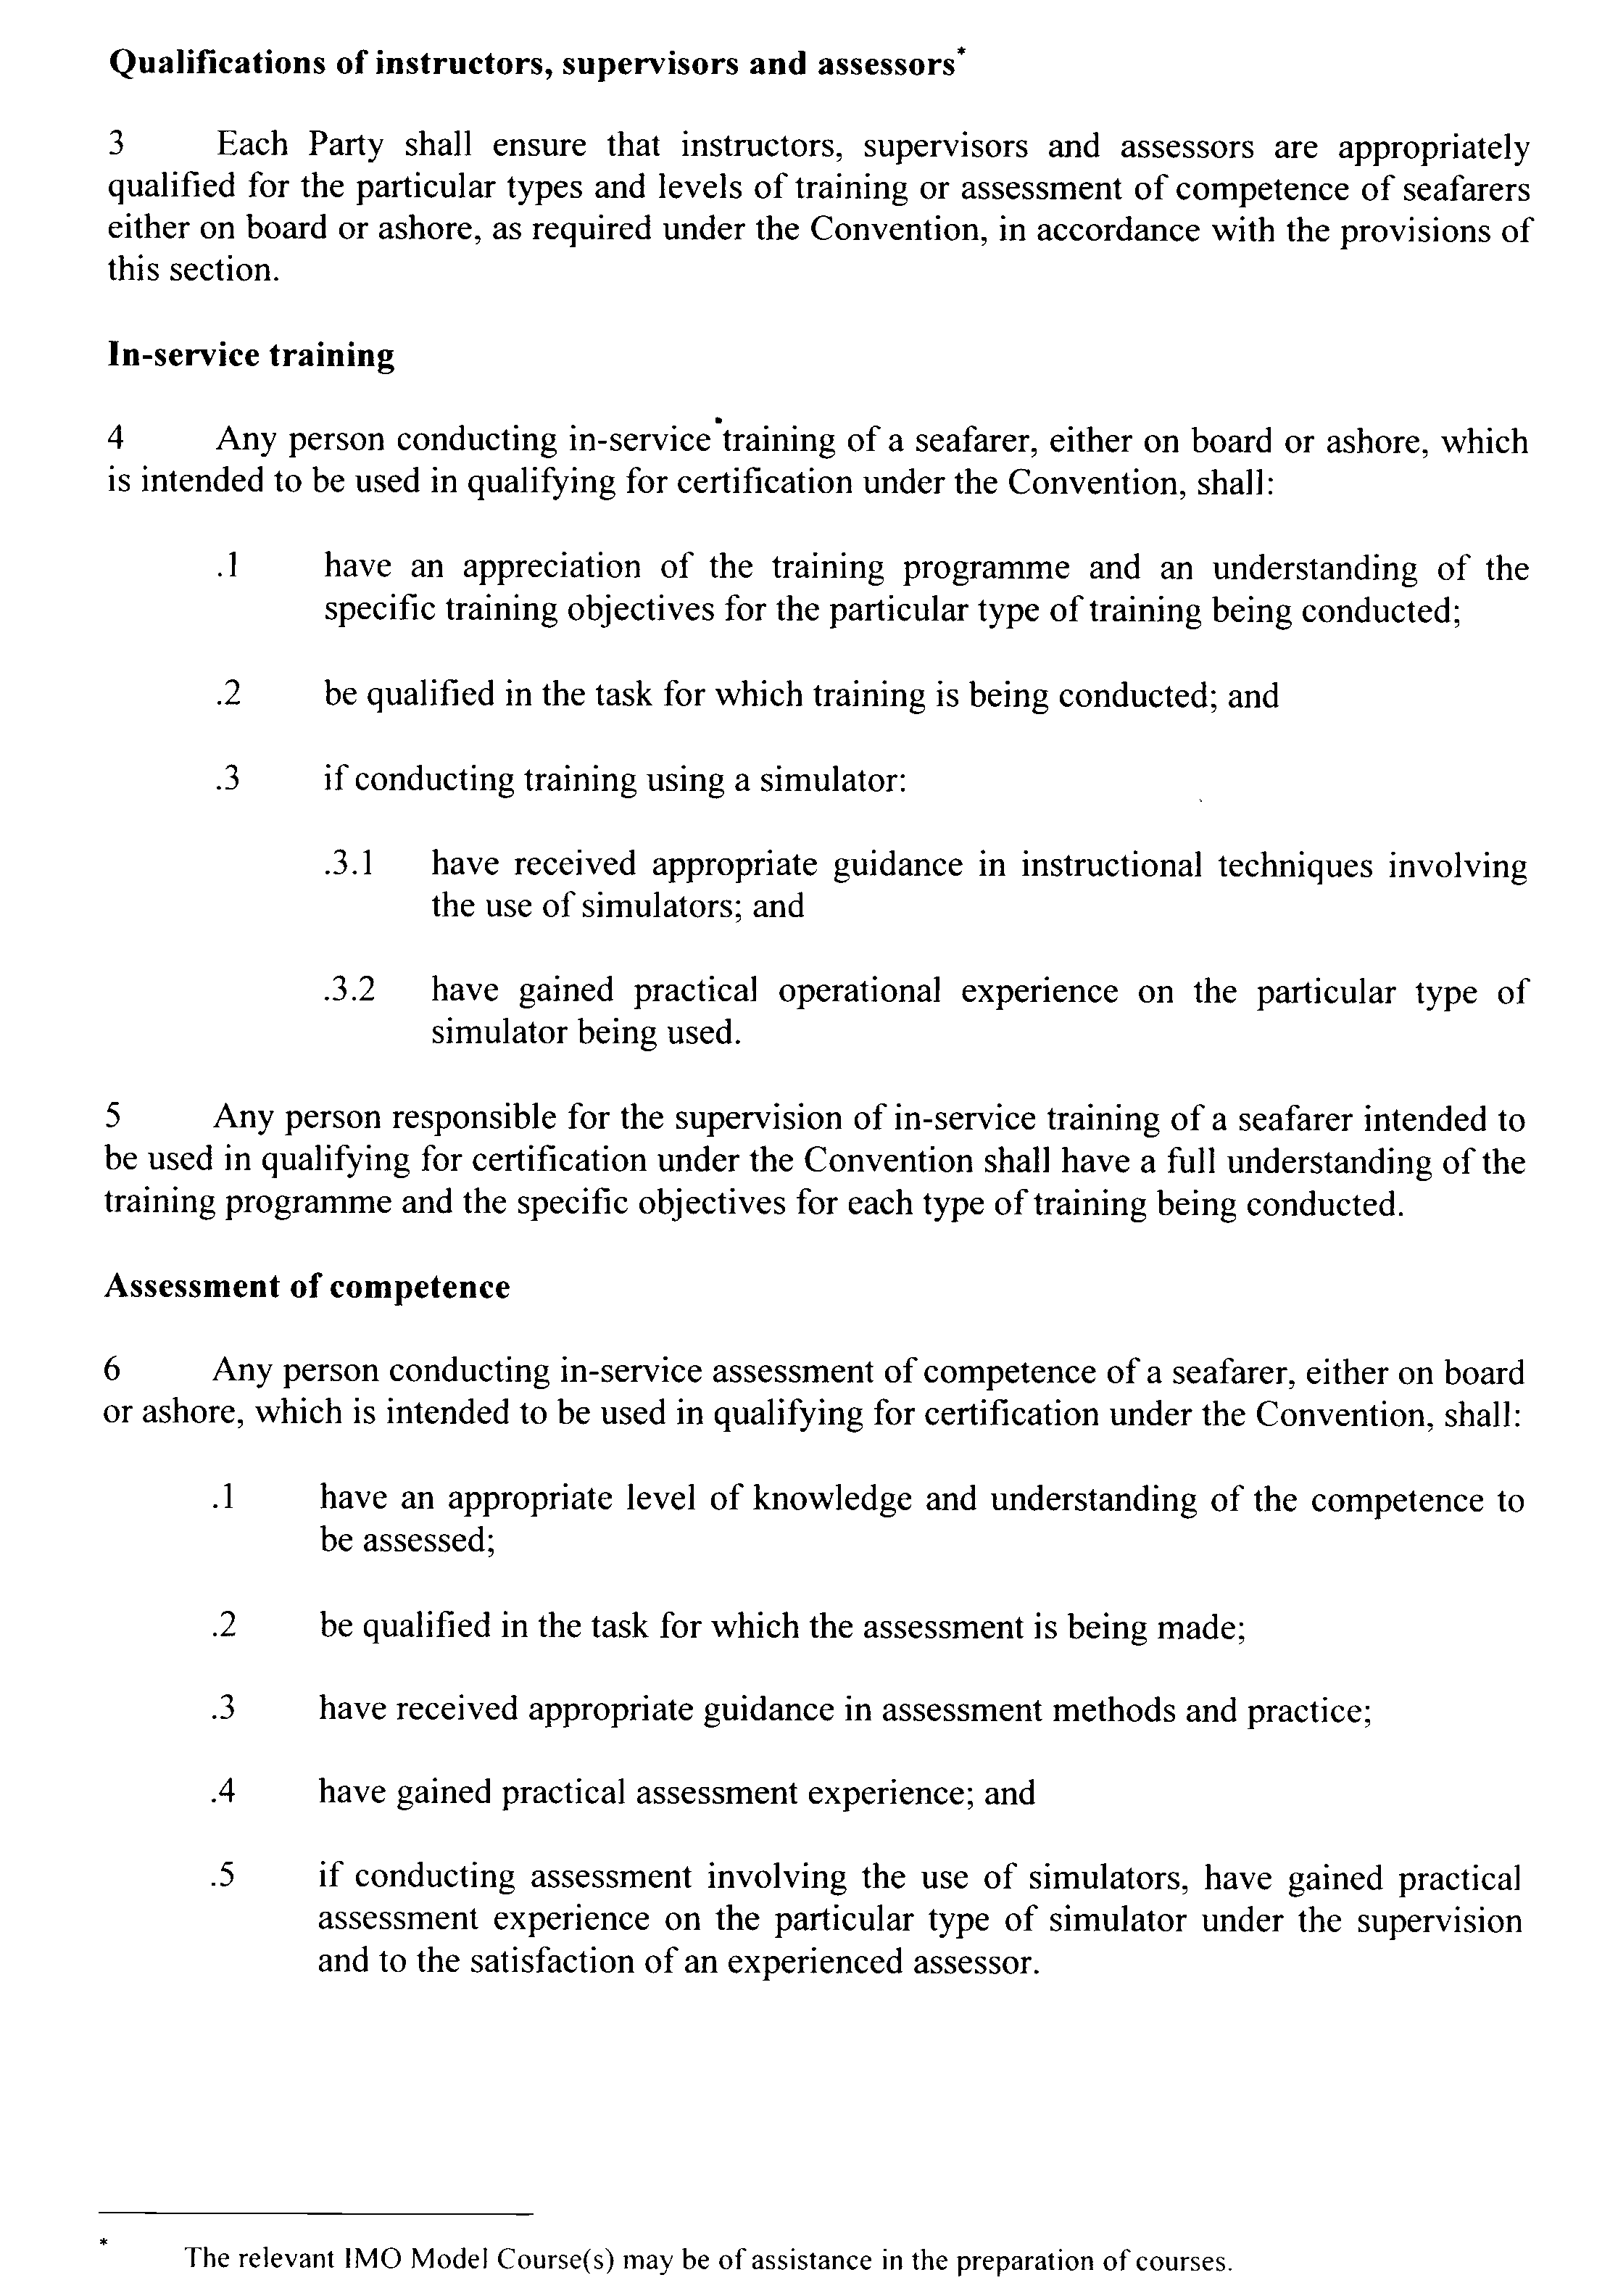 Qualifications of instructors, supervisors and assessors*
3 Each Party shall ensure that instructors, supervisors and assessors are appropriately
qualified for the particular types and levels of training or assessment of competence of seafarers
either on board or ashore, as required under the Convention, in accordance with the provisions of
this section.
In-service training
4 Any person conducting in-service training of a seafarer, either on board or ashore, which
is intended to be used in qualifying for certification under the Convention, shall:
.1 have an appreciation of the training programme and an understanding of the
specific training objectives for the particular type of training being conducted;
.2 be qualified in the task for which training is being conducted; and
.3 if conducting training using a simulator:
.3.1 have received appropriate guidance in instructional techniques involving
the use of simulators; and
.3.2 have gained practical operational experience on the particular type of
simulator being used.
5 Any person responsible for the supervision of in-service training of a seafarer intended to
be used in qualifying for certification under the Convention shall have a full understanding of the
training programme and the specific objectives for each type of training being conducted.
Assessment of competence
6 Any person conducting in-service assessment of competence of a seafarer, either on board
or ashore, which is intended to be used in qualifying for certification under the Convention, shall:
.1 have an appropriate level of knowledge and understanding of the competence to
be assessed;
.2 be qualified in the task for which the assessment is being made;
.3 have received appropriate guidance in assessment methods and practice;
.4 have gained practical assessment experience; and
.5 if conducting assessment involving the use of simulators, have gained practical
assessment experience on the particular type of simulator under the supervision
and to the satisfaction of an experienced assessor.
* The relevant IMO Model Course(s) may be of assistance in the preparation of courses.